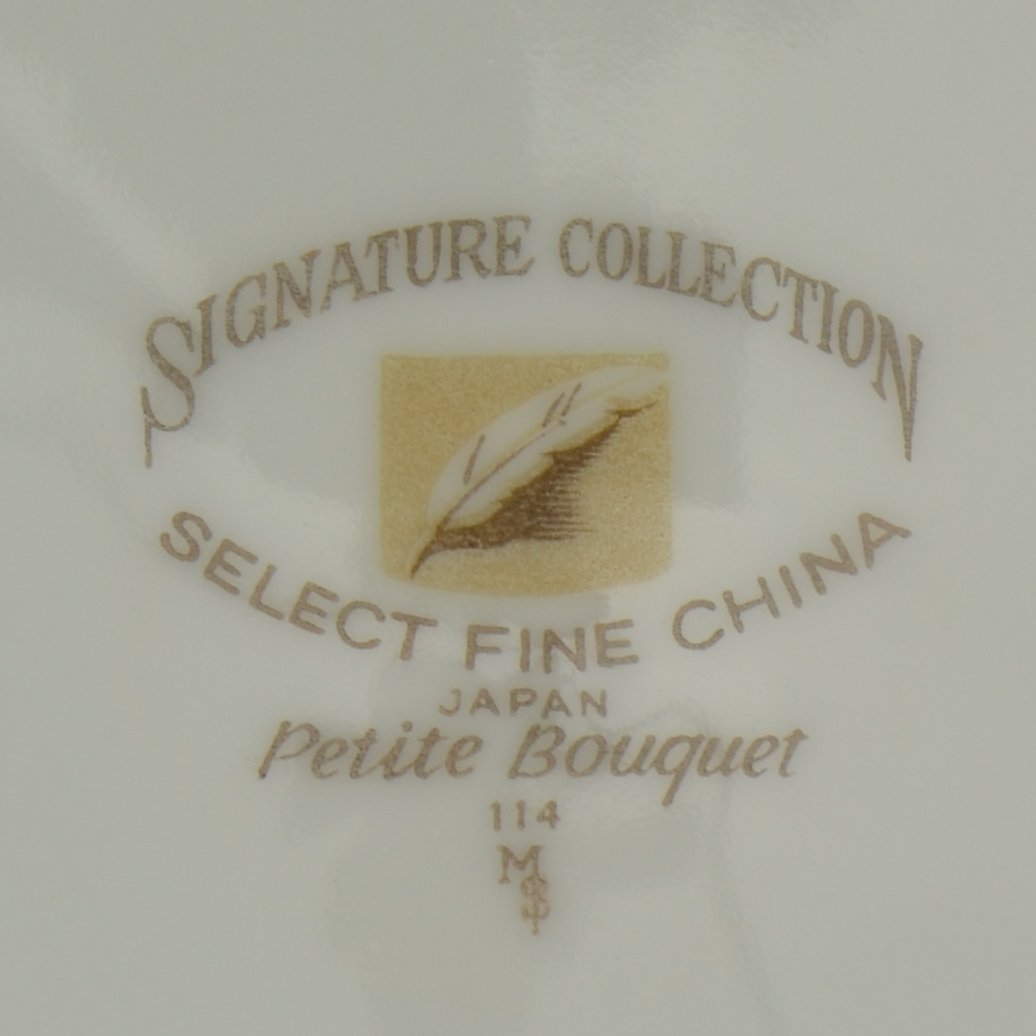 SIGNATURE COLLECTION
SELECT FINE CHINA
JAPAN
Petite Bouquet
114